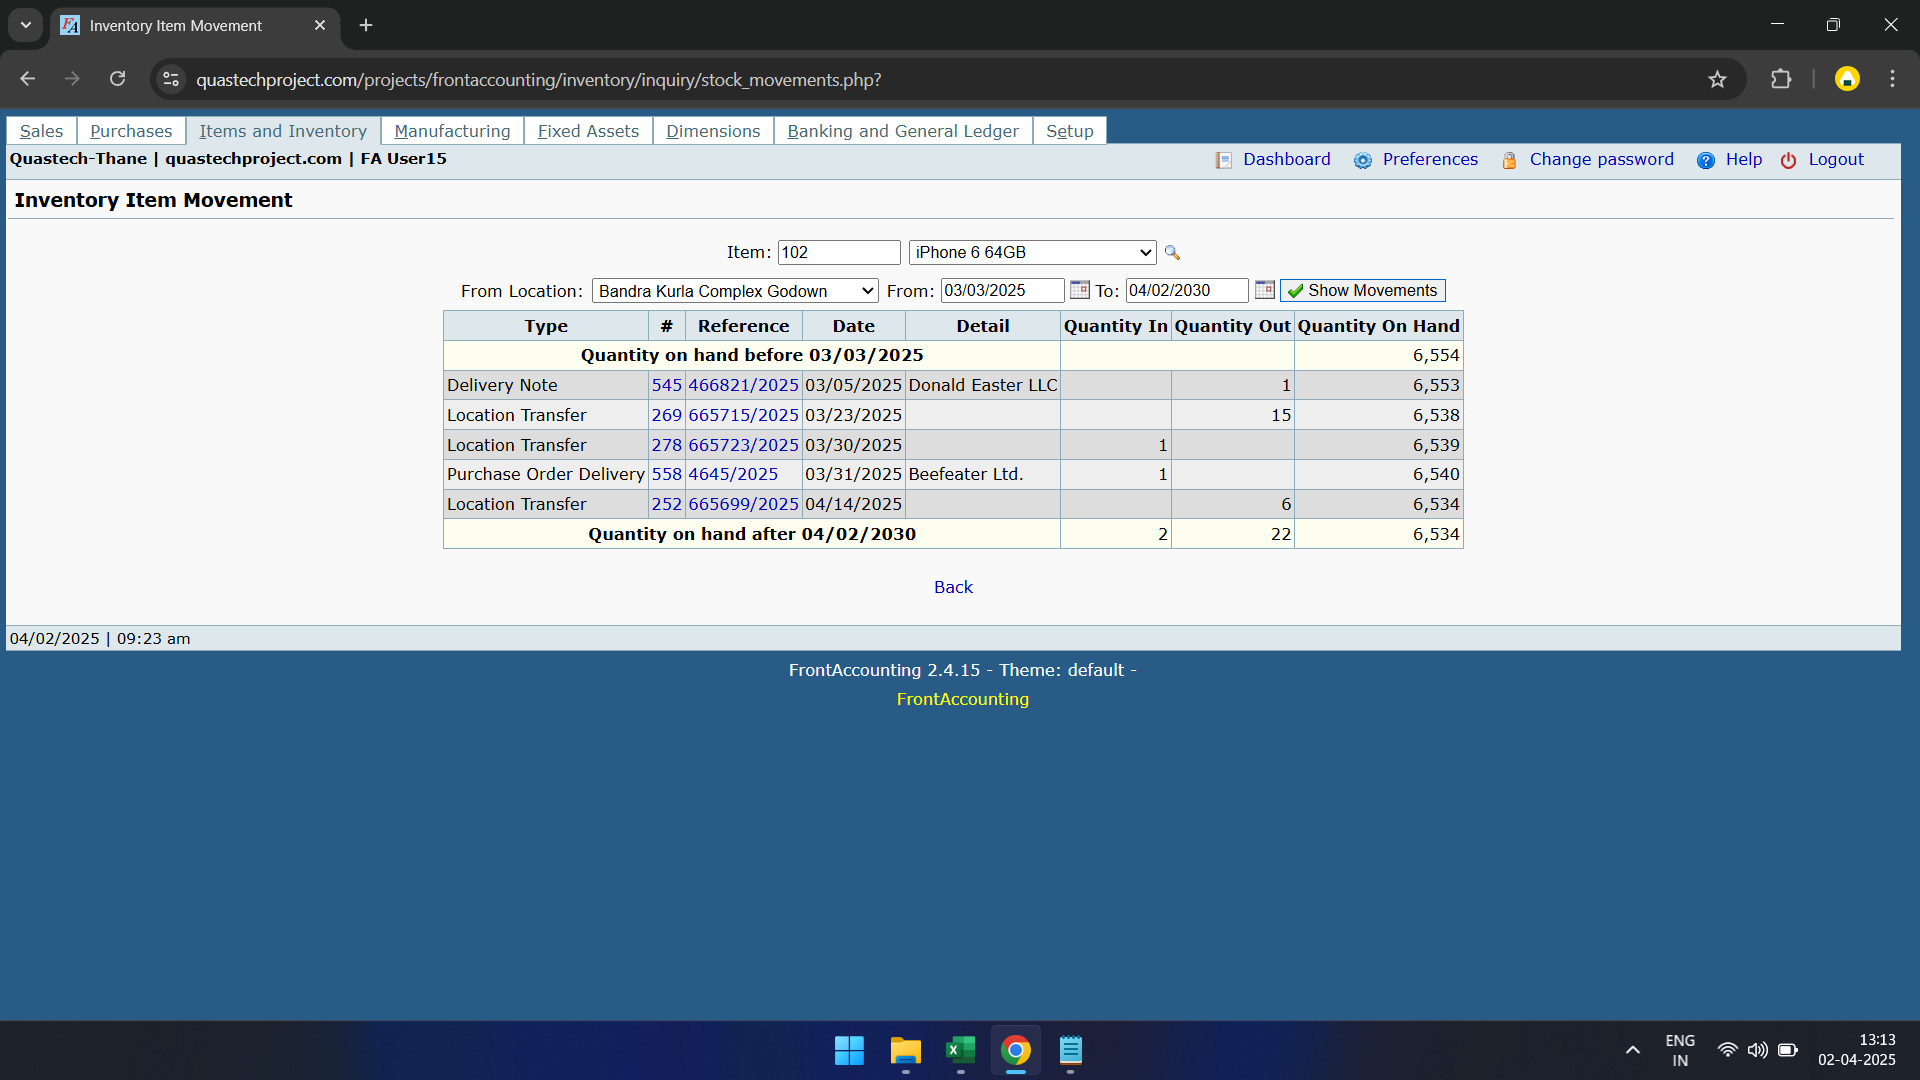 Inventory Item Movement
quastechproject.com/projects/frontaccounting/inventory/inquiry/stock_movements.php?
Sales Purchases Items and Inventory Manufacturing Fixed Assets Dimensions Banking and General Ledger Setup
Quastech-Thane | quastechproject.com | FA User15 Dashboard Preferences Change password Help Logout
Inventory Item Movement
Item: 102 iPhone 6 64GB
From Location: Bandra Kurla Complex Godown From: 03/03/2025 To: 04/02/2030 Show Movements
Type # Reference Date Detail Quantity In Quantity Out Quantity On Hand
Quantity on hand before 03/03/2025 6,554
Delivery Note 545 466821/2025 03/05/2025 Donald Easter LLC 1 6,553
Location Transfer 269 665715/2025 03/23/2025 15 6,538
Location Transfer 278 665723/2025 03/30/2025 1 6,539
Purchase Order Delivery 558 4645/2025 03/31/2025 Beefeater Ltd. 1 6,540
Location Transfer 252 665699/2025 04/14/2025 6 6,534
Quantity on hand after 04/02/2030 2 22 6,534
Back
04/02/2025 | 09:23 am
FrontAccounting 2.4.15 - Theme: default -
FrontAccounting
ENG 13:13
IN 02-04-2025